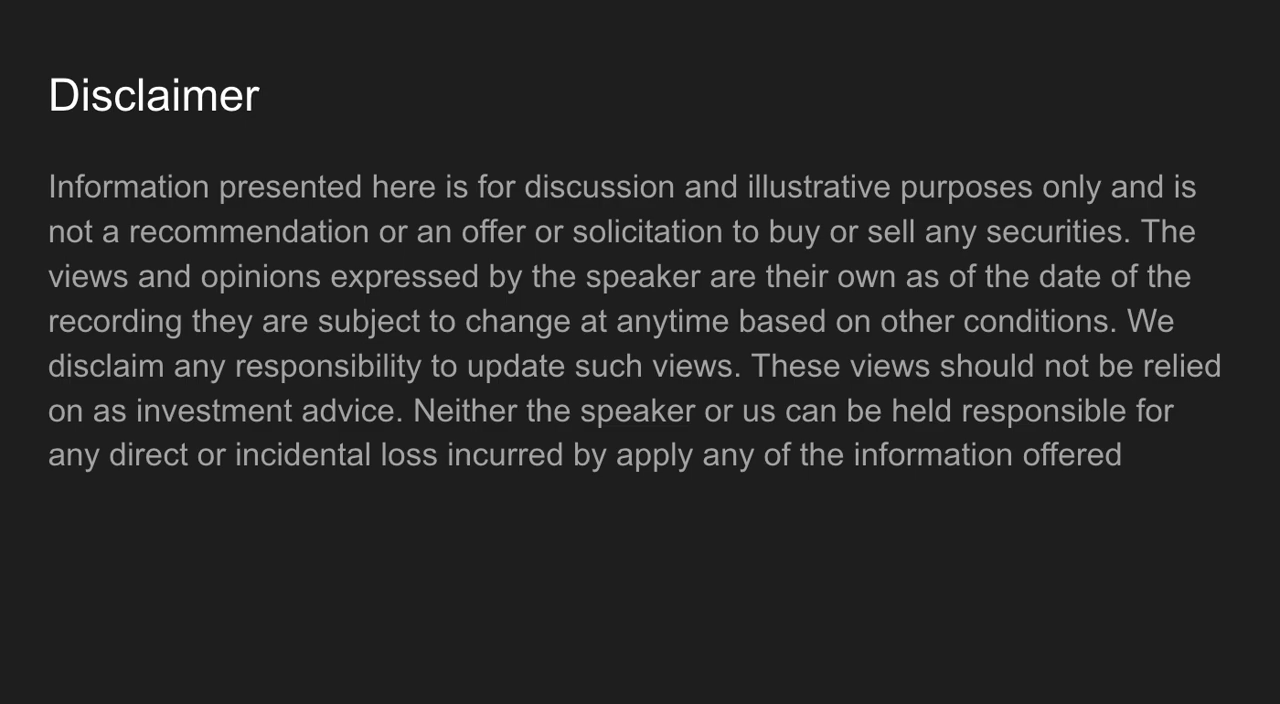 Disclaimer
Information presented here is for discussion and illustrative purposes only and is
not a recommendation or an offer or solicitation to buy or sell any securities. The
views and opinions expressed by the speaker are their own as of the date of the
recording they are subject to change at anytime based on other conditions. We
disclaim any responsibility to update such views. These views should not be relied
on as investment advice. Neither the speaker or us can be held responsible for
any direct or incidental loss incurred by apply any of the information offered